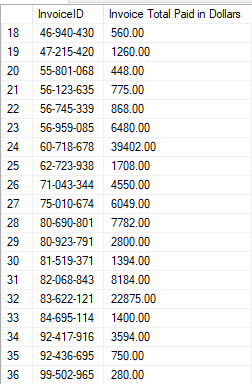 InvoiceID Invoice Total Paid in Dollars
18 46-940-430 560.00
19 47-215-420 1260.00
20 55-801-068 448.00
21 56-123-635 775.00
22 56-745-339 868.00
23 56-959-085 6480.00
24 60-718-678 39402.00
25 62-723-938 1708.00
26 71-043-344 4550.00
27 75-010-674 6049.00
28 80-690-801 7782.00
29 80-923-791 2800.00
30 81-519-371 1394.00
31 82-068-843 8184.00
32 83-622-121 22875.00
33 84-695-114 1400.00
34 92-417-916 3594.00
35 92-436-695 750.00
36 99-502-965 280.00